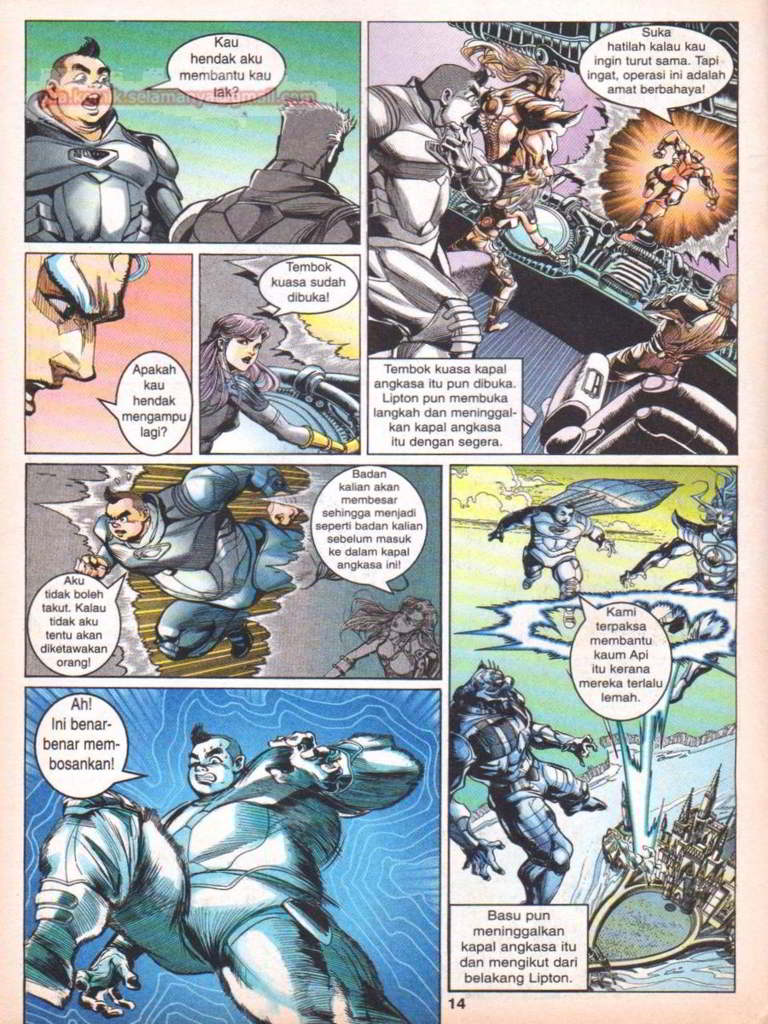 Kau
hendak aku
membantu kau
tak?
Suka
hatilah kalau kau
ingin turut sama. Tapi
ingat, operasi ini adalah
amat berbahaya!
Apakah
kau
hendak
mengampu
lagi?
Tembok
kuasa sudah
dibuka!
Tembok kuasa kapal
angkasa itu pun dibuka.
Lipton pun membuka
langkah dan meninggal-
kan kapal angkasa
itu dengan segera.
Aku
tidak boleh
takut. Kalau
tidak aku
tentu akan
diketawakan
orang!
Badan
kalian akan
membesar
sehingga menjadi
seperti badan kalian
sebelum masuk
ke dalam kapal
angkasa ini!
Ah!
Ini benar-
benar mem-
bosankan!
Kami
terpaksa
membantu
kaum Api
itu kerana
mereka terlalu
lemah.
Basu pun
meninggalkan
kapal angkasa itu
dan mengikut dari
belakang Lipton.
14